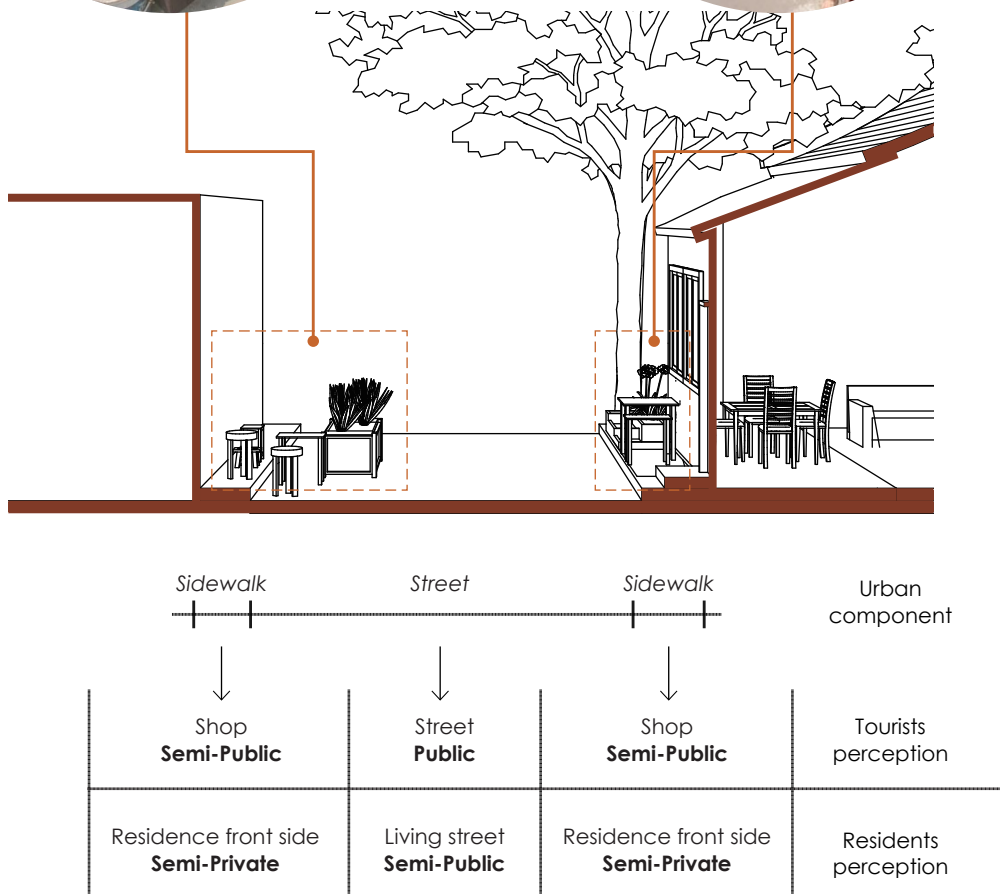 Sidewalk
Street
Sidewalk
Urban
component
Shop
Semi-Public
Street
Public
Shop
Semi-Public
Tourists
perception
Residence front side
Semi-Private
Living street
Semi-Public
Residence front side
Semi-Private
Residents
perception